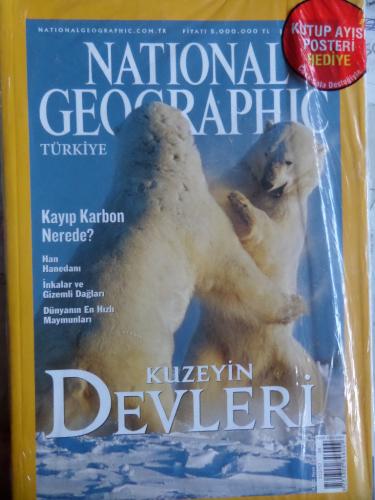 NATIONALGEOGRAPHIC.COM.TR
FİYATI 5.000.000 TL
NATIONAL
GEOGRAPHIC
TÜRKİYE
KUTUP AYISI
POSTERİ
HEDİYE
Kayıp Karbon
Nerede?
Han
Hanedanı
İnkalar ve
Gizemli Dağları
Dünyanın En Hızlı
Maymunları
KUZEYİN
DEVLERİ